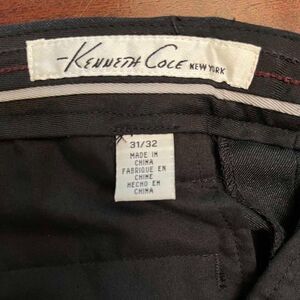 KENNETH COLE NEW YORK
31/32
MADE IN
CHINA
FABRIQUE EN
CHINE
HECHO EN
CHINA